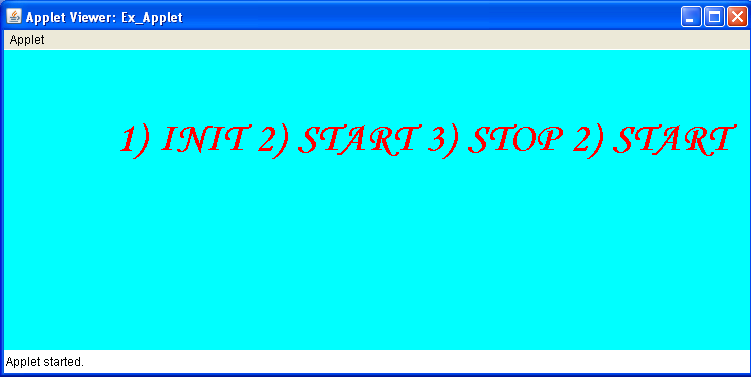 Applet Viewer: Ex_Applet
Applet
1) INIT 2) START 3) STOP 2) START
Applet started.